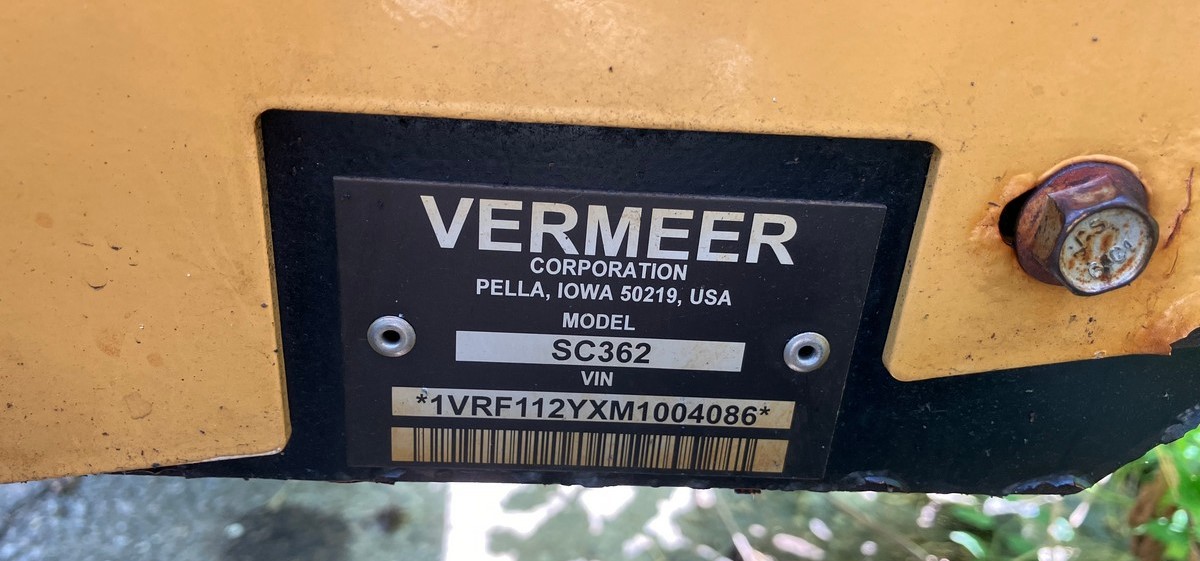 VERMEER
CORPORATION
PELLA, IOWA 50219, USA
MODEL
SC362
VIN
*1VRF112YXM1004086*